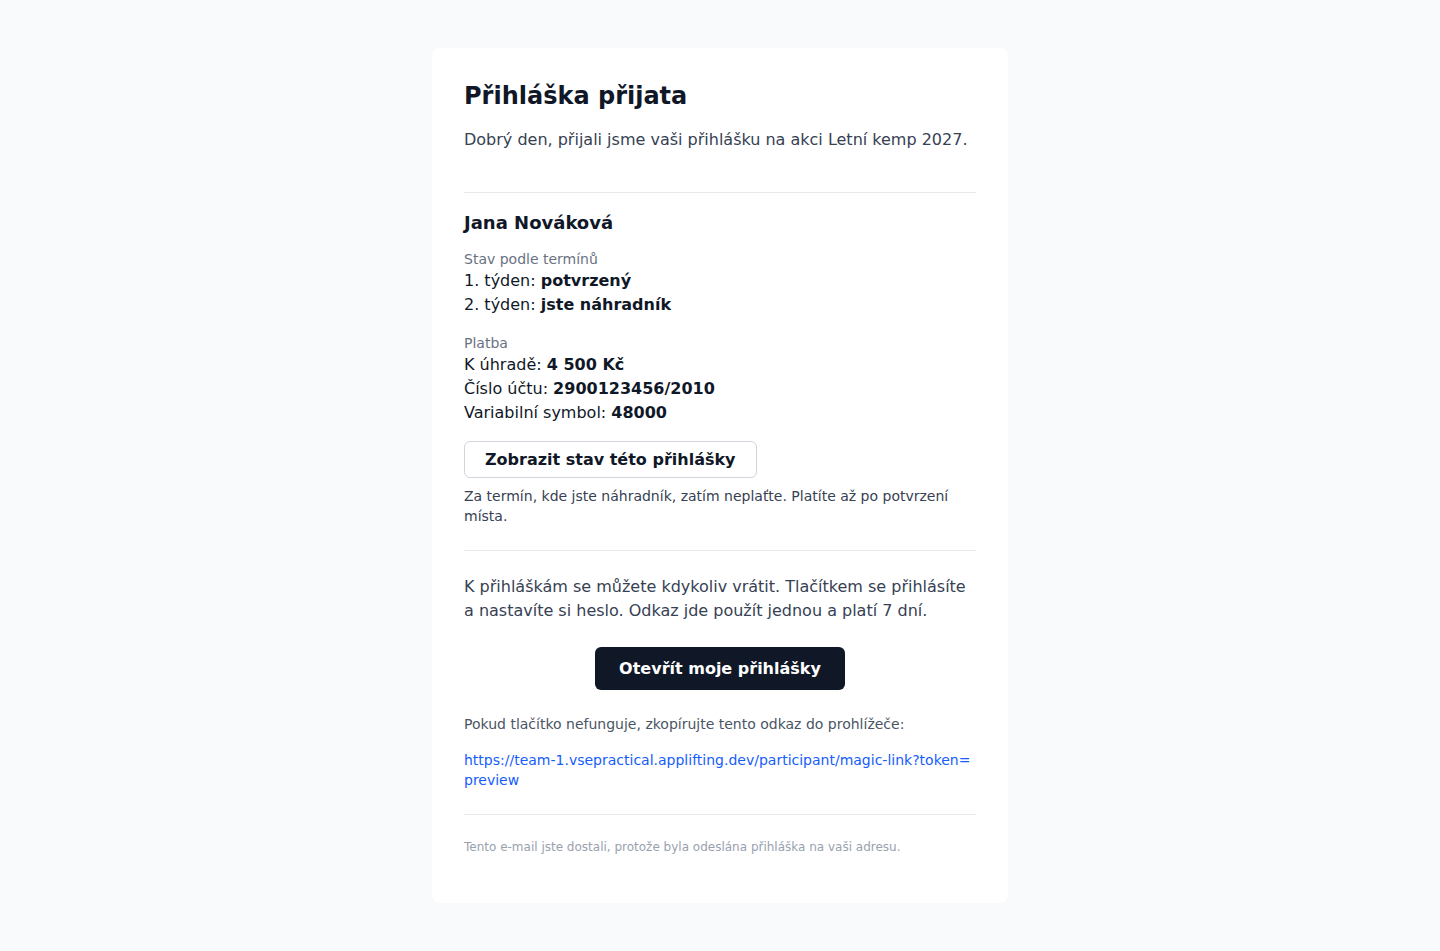 Přihláška přijata
Dobrý den, přijali jsme vaši přihlášku na akci Letní kemp 2027.
Jana Nováková
Stav podle termínů
1. týden: potvrzený
2. týden: jste náhradník
Platba
K úhradě: 4 500 Kč
Číslo účtu: 2900123456/2010
Variabilní symbol: 48000
Zobrazit stav této přihlášky
Za termín, kde jste náhradník, zatím neplaťte. Platíte až po potvrzení
místa.
K přihláškám se můžete kdykoliv vrátit. Tlačítkem se přihlásíte
a nastavíte si heslo. Odkaz jde použít jednou a platí 7 dní.
Otevřít moje přihlášky
Pokud tlačítko nefunguje, zkopírujte tento odkaz do prohlížeče:
https://team-1.vsepractical.applifting.dev/participant/magic-link?token=
preview
Tento e-mail jste dostali, protože byla odeslána přihláška na vaši adresu.